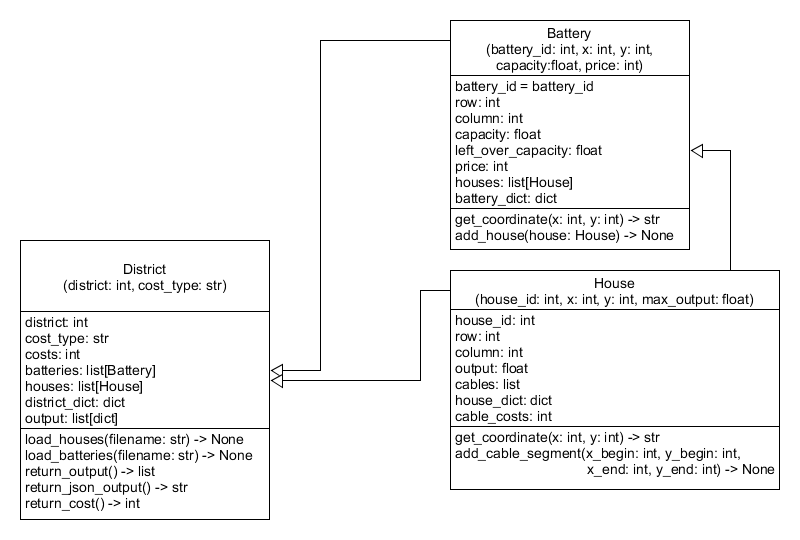 Battery
(battery_id: int, x: int, y: int,
capacity:float, price: int)
battery_id = battery_id
row: int
column: int
capacity: float
left_over_capacity: float
price: int
houses: list[House]
battery_dict: dict
get_coordinate(x: int, y: int) -> str
add_house(house: House) -> None
District
(district: int, cost_type: str)
district: int
cost_type: str
costs: int
batteries: list[Battery]
houses: list[House]
district_dict: dict
output: list[dict]
load_houses(filename: str) -> None
load_batteries(filename: str) -> None
return_output() -> list
return_json_output() -> str
return_cost() -> int
House
(house_id: int, x: int, y: int, max_output: float)
house_id: int
row: int
column: int
output: float
cables: list
house_dict: dict
cable_costs: int
get_coordinate(x: int, y: int) -> str
add_cable_segment(x_begin: int, y_begin: int,
x_end: int, y_end: int) -> None